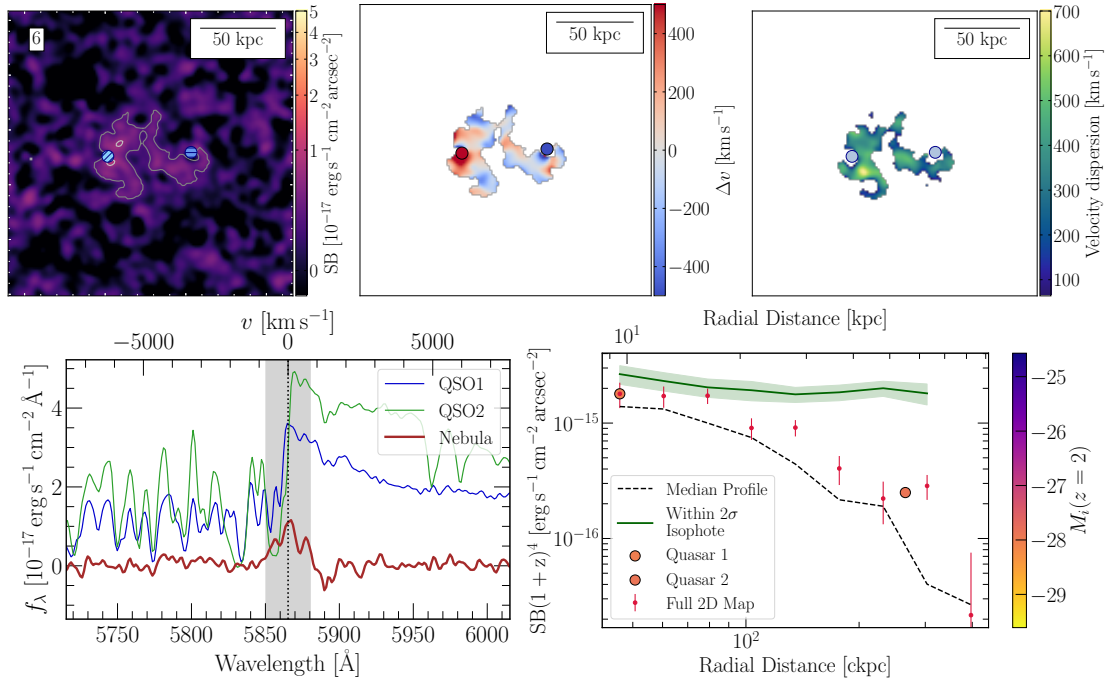 6
50 kpc
5
4
3
2
1
0
SB [10⁻¹⁷ erg s⁻¹ cm⁻² arcsec⁻²]
50 kpc
400
200
0
−200
−400
Δv [km s⁻¹]
50 kpc
700
600
500
400
300
200
100
Velocity dispersion [km s⁻¹]
v [km s⁻¹]
−5000
0
5000
QSO1
QSO2
Nebula
4
2
0
f_λ [10⁻¹⁷ erg s⁻¹ cm⁻² Å⁻¹]
5750
5800
5850
5900
5950
6000
Wavelength [Å]
Radial Distance [kpc]
10¹
SB(1 + z)⁴ [erg s⁻¹ cm⁻² arcsec⁻²]
10⁻¹⁵
10⁻¹⁶
Median Profile
Within 2σ
Isophote
Quasar 1
Quasar 2
Full 2D Map
10²
Radial Distance [ckpc]
−25
−26
−27
−28
−29
M_i(z = 2)